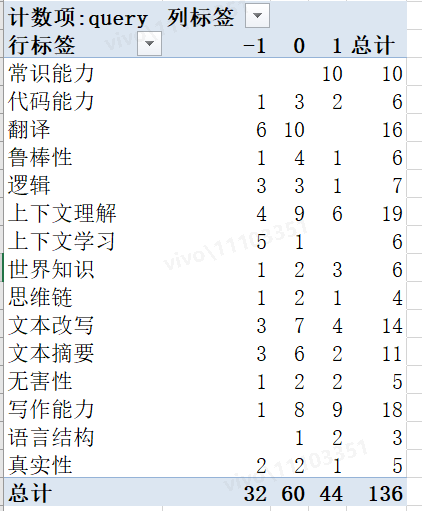 计数项:query 列标签
行标签 -1 0 1 总计
常识能力 10 10
代码能力 1 3 2 6
翻译 6 10 16
鲁棒性 1 4 1 6
逻辑 3 3 1 7
上下文理解 4 9 6 19
上下文学习 5 1 6
世界知识 1 2 3 6
思维链 1 2 1 4
文本改写 3 7 4 14
文本摘要 3 6 2 11
无害性 1 2 2 5
写作能力 1 8 9 18
语言结构 1 2 3
真实性 2 2 1 5
总计 32 60 44 136
vivo\11103351